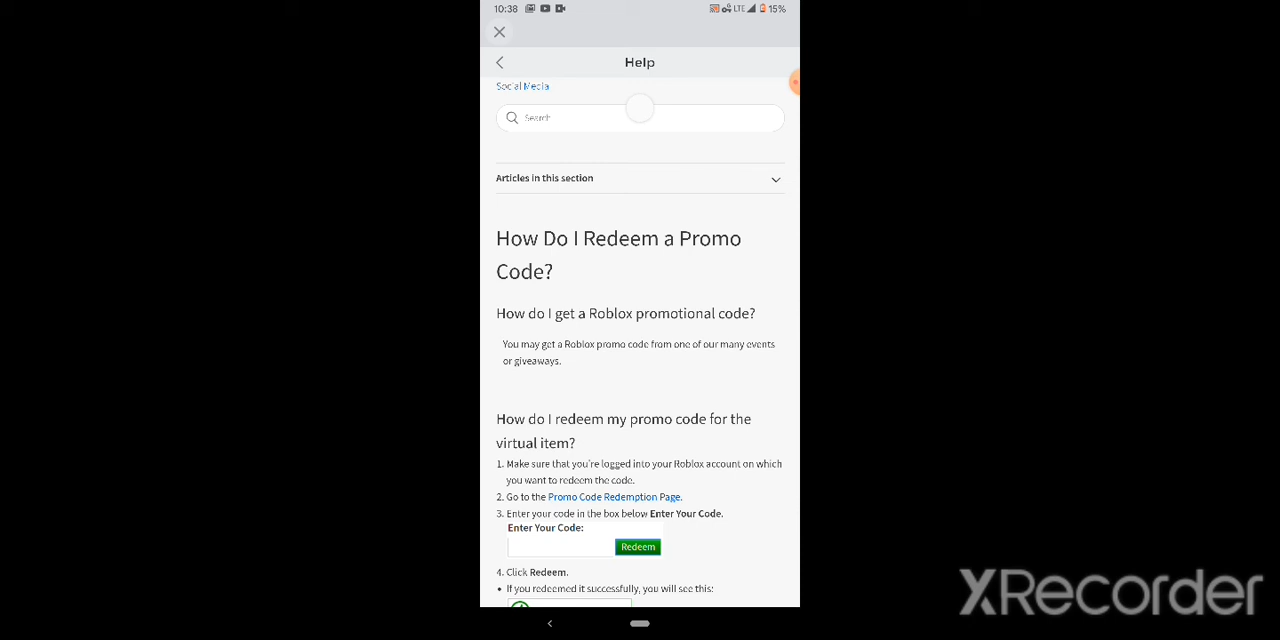 10:38 LTE 15%
Help
Social Media
Search
Articles in this section
How Do I Redeem a Promo
Code?
How do I get a Roblox promotional code?
You may get a Roblox promo code from one of our many events
or giveaways.
How do I redeem my promo code for the
virtual item?
1. Make sure that you're logged into your Roblox account on which
you want to redeem the code.
2. Go to the Promo Code Redemption Page.
3. Enter your code in the box below Enter Your Code.
Enter Your Code:
Redeem
4. Click Redeem.
• If you redeemed it successfully, you will see this:
XRecorder